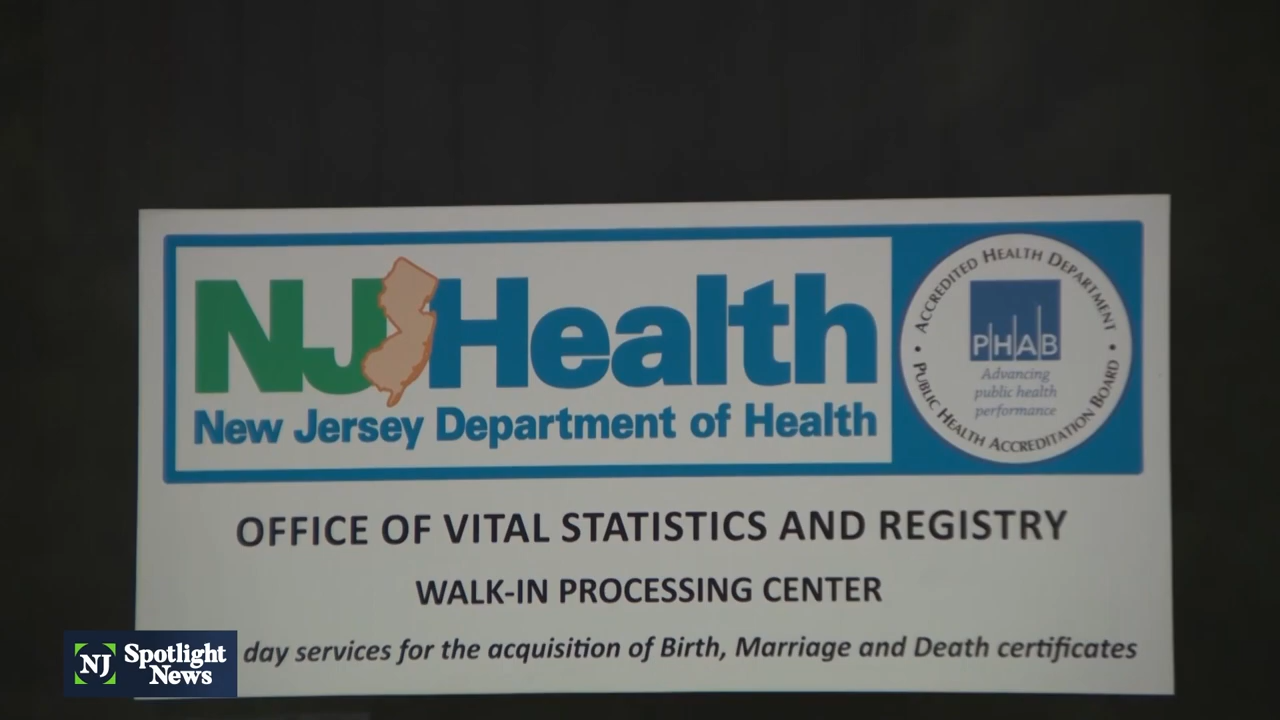 NJ Health
New Jersey Department of Health
ACCREDITED HEALTH DEPARTMENT
PHAB
Advancing
public health
performance
PUBLIC HEALTH ACCREDITATION BOARD
OFFICE OF VITAL STATISTICS AND REGISTRY
WALK-IN PROCESSING CENTER
day services for the acquisition of Birth, Marriage and Death certificates
NJ Spotlight
News